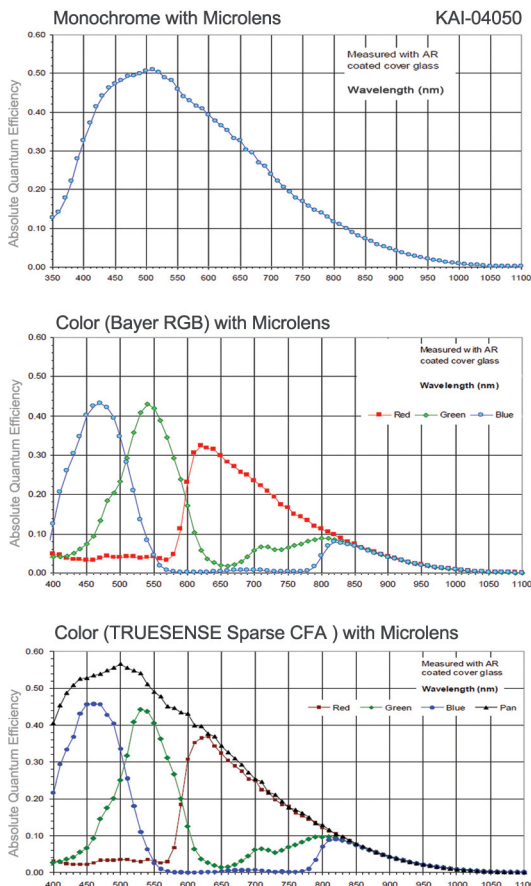 Monochrome with Microlens KAI-04050
Absolute Quantum Efficiency
0.60
0.50
0.40
0.30
0.20
0.10
0.00
Measured with AR
coated cover glass
Wavelength (nm)
350 400 450 500 550 600 650 700 750 800 850 900 950 1000 1050 1100
Color (Bayer RGB) with Microlens
Absolute Quantum Efficiency
0.60
0.50
0.40
0.30
0.20
0.10
0.00
Measured with AR
coated cover glass
Wavelength (nm)
Red Green Blue
400 450 500 550 600 650 700 750 800 850 900 950 1000 1050 1100
Color (TRUESENSE Sparse CFA ) with Microlens
Absolute Quantum Efficiency
0.60
0.50
0.40
0.30
0.20
0.10
0.00
Measured with AR
coated cover glass
Wavelength (nm)
Red Green Blue Pan
400 450 500 550 600 650 700 750 800 850 900 950 1000 1050 1100